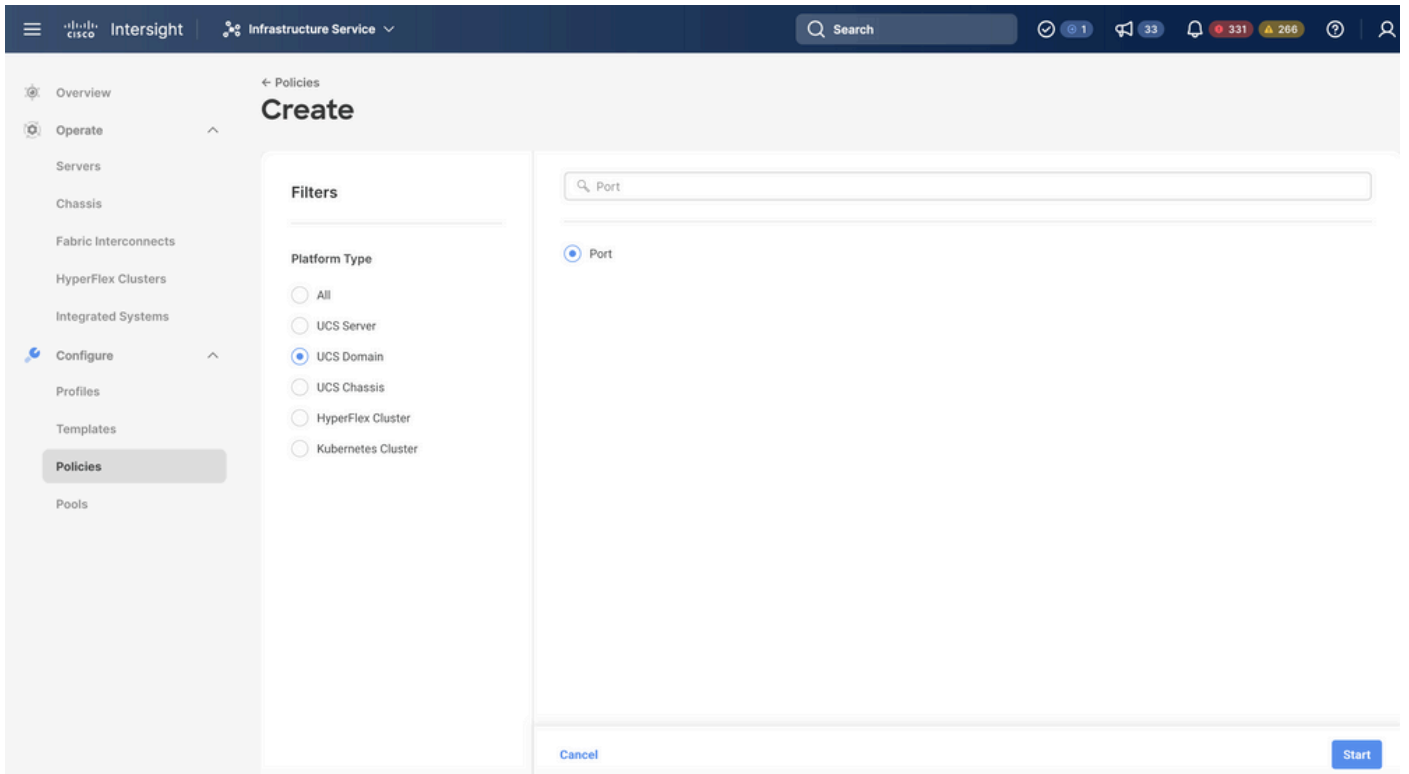 cisco Intersight Infrastructure Service Search 1 33 331 266
← Policies
Create
Overview
Operate
Servers
Chassis
Fabric Interconnects
HyperFlex Clusters
Integrated Systems
Configure
Profiles
Templates
Policies
Pools
Filters
Platform Type
All
UCS Server
UCS Domain
UCS Chassis
HyperFlex Cluster
Kubernetes Cluster
Port
Port
Cancel Start